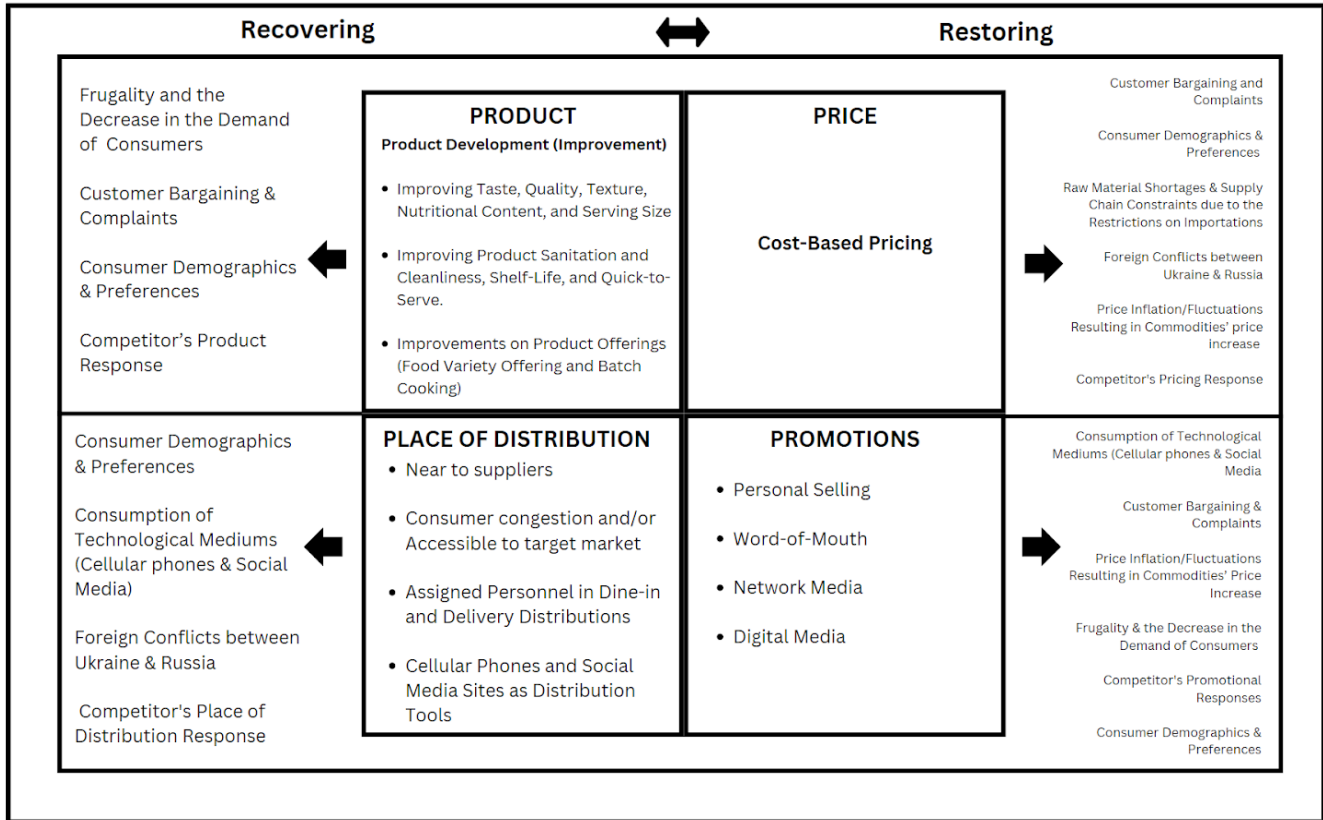 Recovering
Restoring
Frugality and the
Decrease in the Demand
of Consumers
Customer Bargaining &
Complaints
Consumer Demographics
& Preferences
Competitor’s Product
Response
PRODUCT
Product Development (Improvement)
• Improving Taste, Quality, Texture,
Nutritional Content, and Serving Size
• Improving Product Sanitation and
Cleanliness, Shelf-Life, and Quick-to-
Serve.
• Improvements on Product Offerings
(Food Variety Offering and Batch
Cooking)
PRICE
Cost-Based Pricing
Customer Bargaining and
Complaints
Consumer Demographics &
Preferences
Raw Material Shortages & Supply
Chain Constraints due to the
Restrictions on Importations
Foreign Conflicts between
Ukraine & Russia
Price Inflation/Fluctuations
Resulting in Commodities’ price
increase
Competitor's Pricing Response
Consumer Demographics
& Preferences
Consumption of
Technological Mediums
(Cellular phones & Social
Media)
Foreign Conflicts between
Ukraine & Russia
Competitor's Place of
Distribution Response
PLACE OF DISTRIBUTION
• Near to suppliers
• Consumer congestion and/or
Accessible to target market
• Assigned Personnel in Dine-in
and Delivery Distributions
• Cellular Phones and Social
Media Sites as Distribution
Tools
PROMOTIONS
• Personal Selling
• Word-of-Mouth
• Network Media
• Digital Media
Consumption of Technological
Mediums (Cellular phones & Social
Media
Customer Bargaining &
Complaints
Price Inflation/Fluctuations
Resulting in Commodities’ Price
Increase
Frugality & the Decrease in the
Demand of Consumers
Competitor's Promotional
Responses
Consumer Demographics &
Preferences